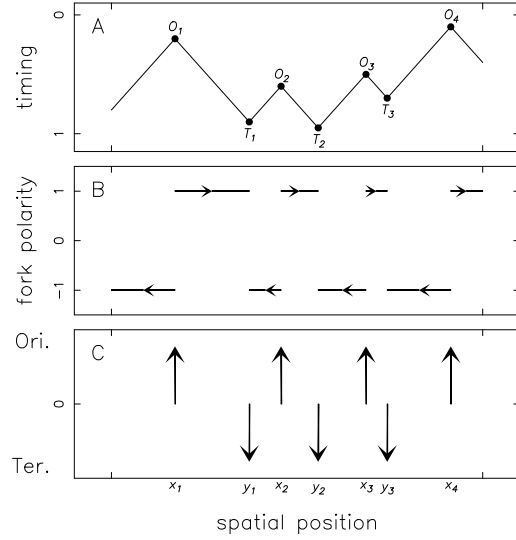 0
A
O1
O2
O3
O4
timing
T1
T2
T3
1
B
1
fork polarity
0
−1
Ori.
C
0
Ter.
x1
y1
x2
y2
x3
y3
x4
spatial position